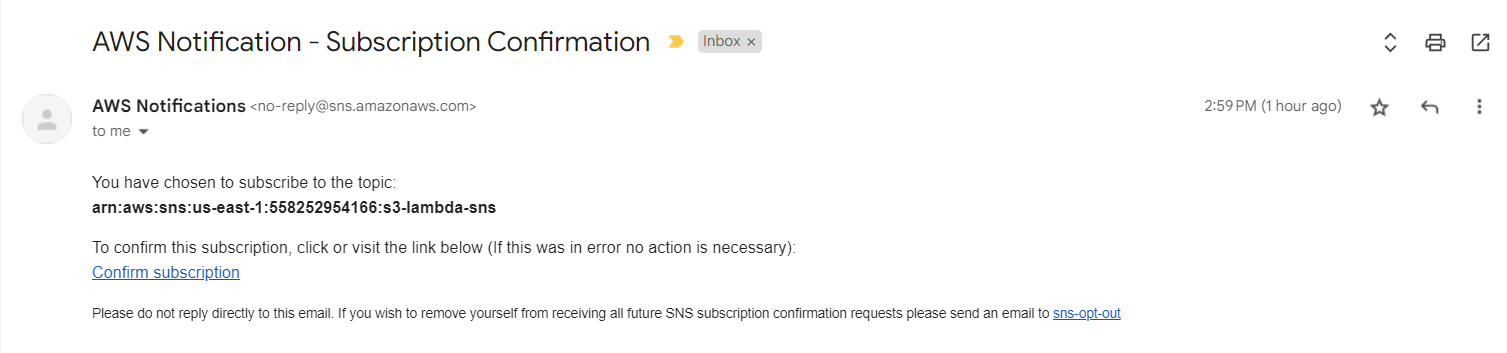 AWS Notification - Subscription Confirmation Inbox ×
AWS Notifications <no-reply@sns.amazonaws.com> 2:59 PM (1 hour ago)
to me
You have chosen to subscribe to the topic:
arn:aws:sns:us-east-1:558252954166:s3-lambda-sns
To confirm this subscription, click or visit the link below (If this was in error no action is necessary):
Confirm subscription
Please do not reply directly to this email. If you wish to remove yourself from receiving all future SNS subscription confirmation requests please send an email to sns-opt-out